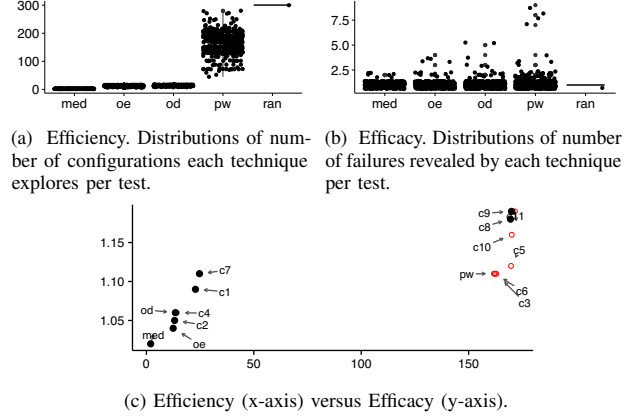 300
200
100
0
med oe od pw ran
7.5
5.0
2.5
med oe od pw ran
(a) Efficiency. Distributions of num-
ber of configurations each technique
explores per test.
(b) Efficacy. Distributions of number
of failures revealed by each technique
per test.
1.15
1.10
1.05
c9
c8
c10
c5
pw
c6
c3
c7
c1
od
c4
c2
med
oe
0 50 100 150
(c) Efficiency (x-axis) versus Efficacy (y-axis).